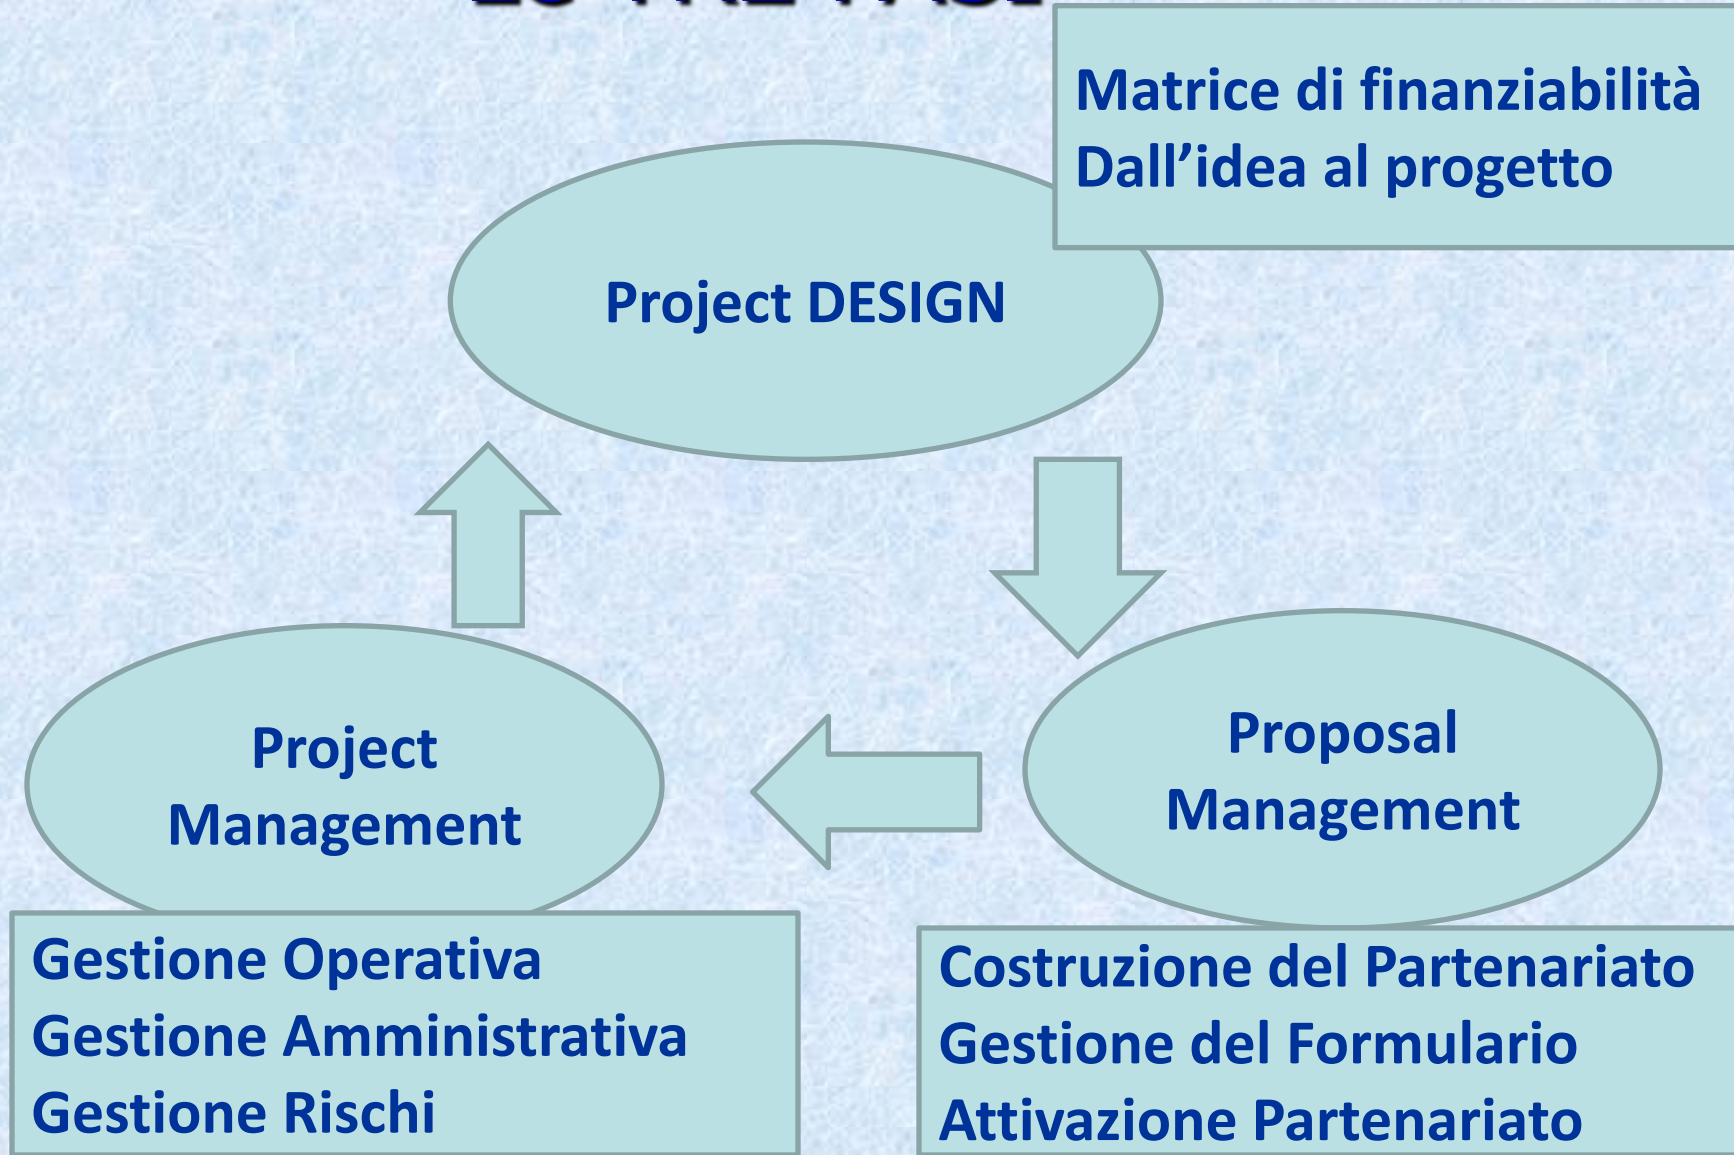 Matrice di finanziabilità
Dall’idea al progetto
Project DESIGN
Project
Management
Proposal
Management
Gestione Operativa
Gestione Amministrativa
Gestione Rischi
Costruzione del Partenariato
Gestione del Formulario
Attivazione Partenariato